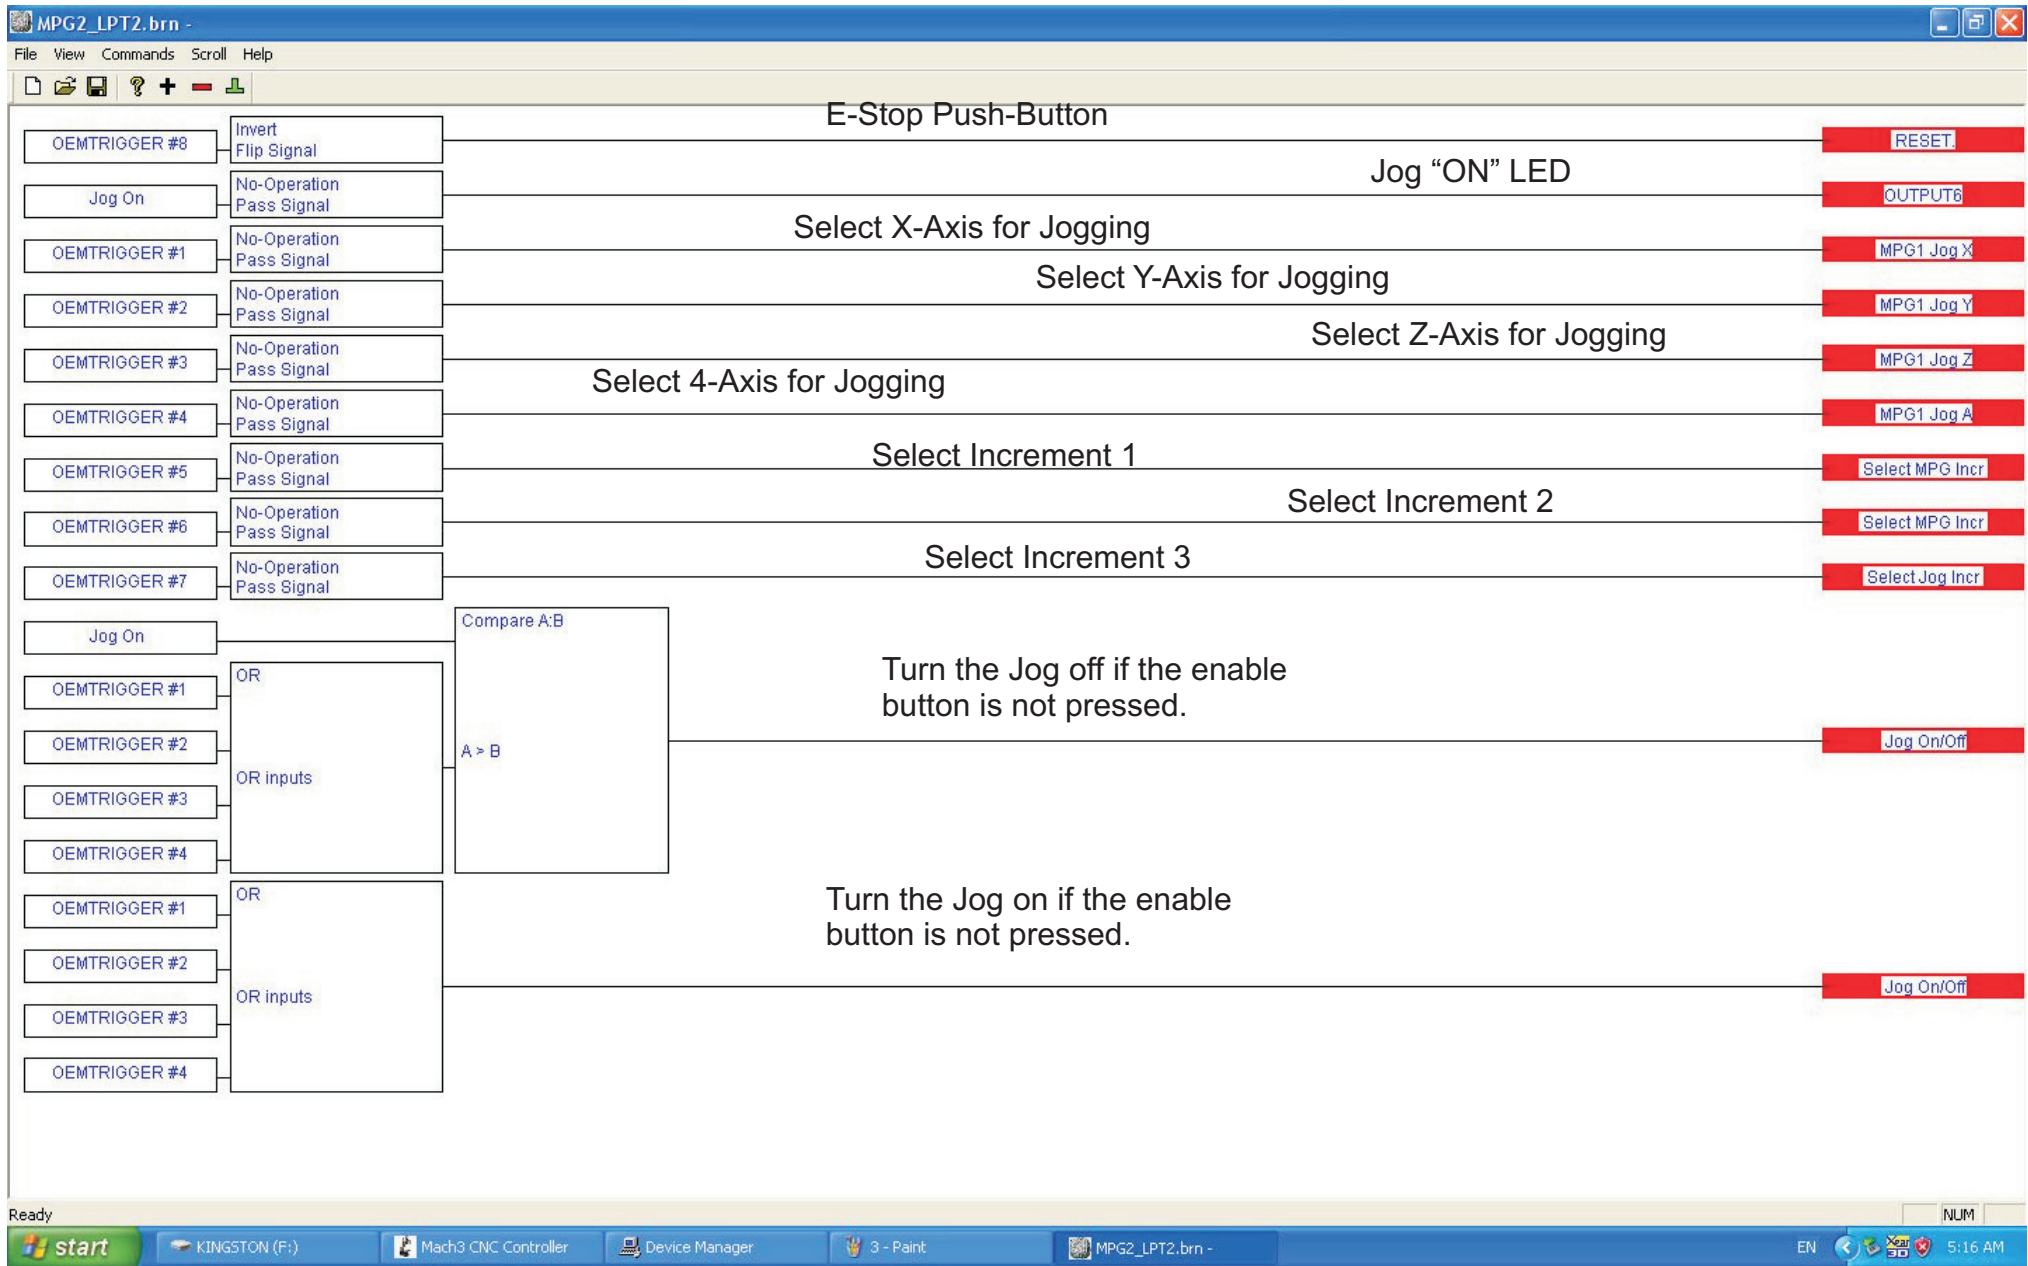 MPG2_LPT2.brn -
File View Commands Scroll Help
E-Stop Push-Button
OEMTRIGGER #8
Invert
Flip Signal
RESET.
Jog “ON” LED
Jog On
No-Operation
Pass Signal
OUTPUT6
Select X-Axis for Jogging
OEMTRIGGER #1
No-Operation
Pass Signal
MPG1 Jog X
Select Y-Axis for Jogging
OEMTRIGGER #2
No-Operation
Pass Signal
MPG1 Jog Y
Select Z-Axis for Jogging
OEMTRIGGER #3
No-Operation
Pass Signal
MPG1 Jog Z
Select 4-Axis for Jogging
OEMTRIGGER #4
No-Operation
Pass Signal
MPG1 Jog A
Select Increment 1
OEMTRIGGER #5
No-Operation
Pass Signal
Select MPG Incr
Select Increment 2
OEMTRIGGER #6
No-Operation
Pass Signal
Select MPG Incr
Select Increment 3
OEMTRIGGER #7
No-Operation
Pass Signal
Select Jog Incr
Jog On
Compare A:B
A > B
OEMTRIGGER #1
OEMTRIGGER #2
OEMTRIGGER #3
OEMTRIGGER #4
OR
OR inputs
Turn the Jog off if the enable
button is not pressed.
Jog On/Off
OEMTRIGGER #1
OEMTRIGGER #2
OEMTRIGGER #3
OEMTRIGGER #4
OR
OR inputs
Turn the Jog on if the enable
button is not pressed.
Jog On/Off
Ready
NUM
start
KINGSTON (F:)
Mach3 CNC Controller
Device Manager
3 - Paint
MPG2_LPT2.brn -
EN
Xear
3D
5:16 AM